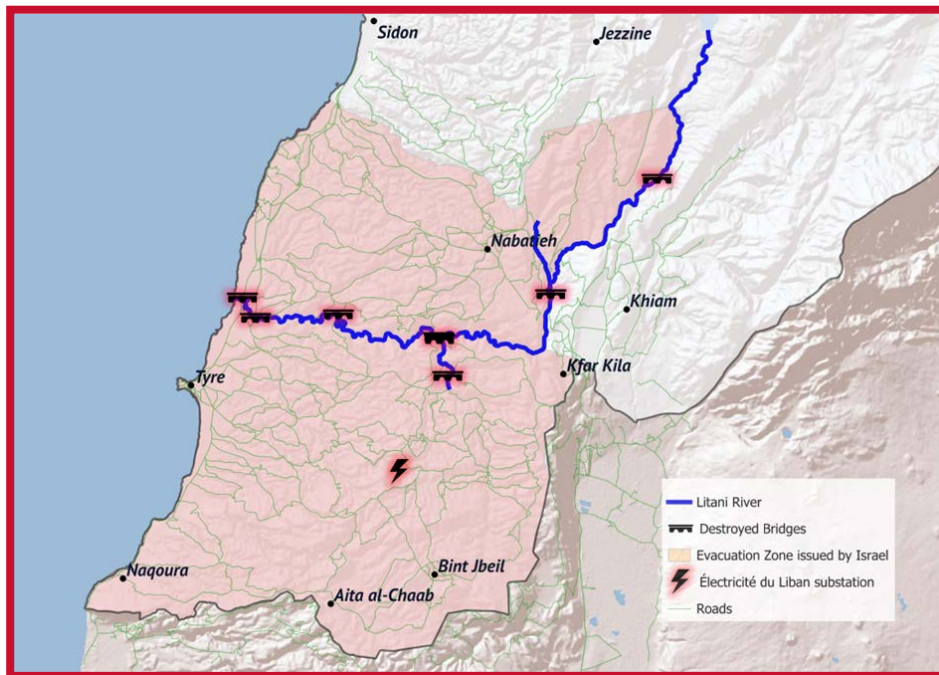 Sidon
Jezzine
Nabatieh
Khiam
Kfar Kila
Tyre
Litani River
Destroyed Bridges
Evacuation Zone issued by Israel
Électricité du Liban substation
Roads
Bint Jbeil
Naqoura
Aita al-Chaab